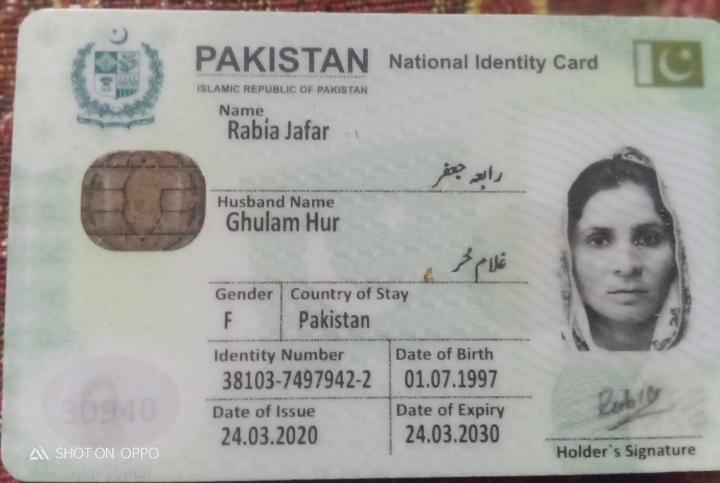 PAKISTAN National Identity Card
ISLAMIC REPUBLIC OF PAKISTAN
Name
Rabia Jafar
رابعہ جعفر
Husband Name
Ghulam Hur
غلام حر
Gender Country of Stay
F Pakistan
Identity Number Date of Birth
38103-7497942-2 01.07.1997
Date of Issue Date of Expiry
24.03.2020 24.03.2030
30940
Rabia
Holder`s Signature
SHOT ON OPPO